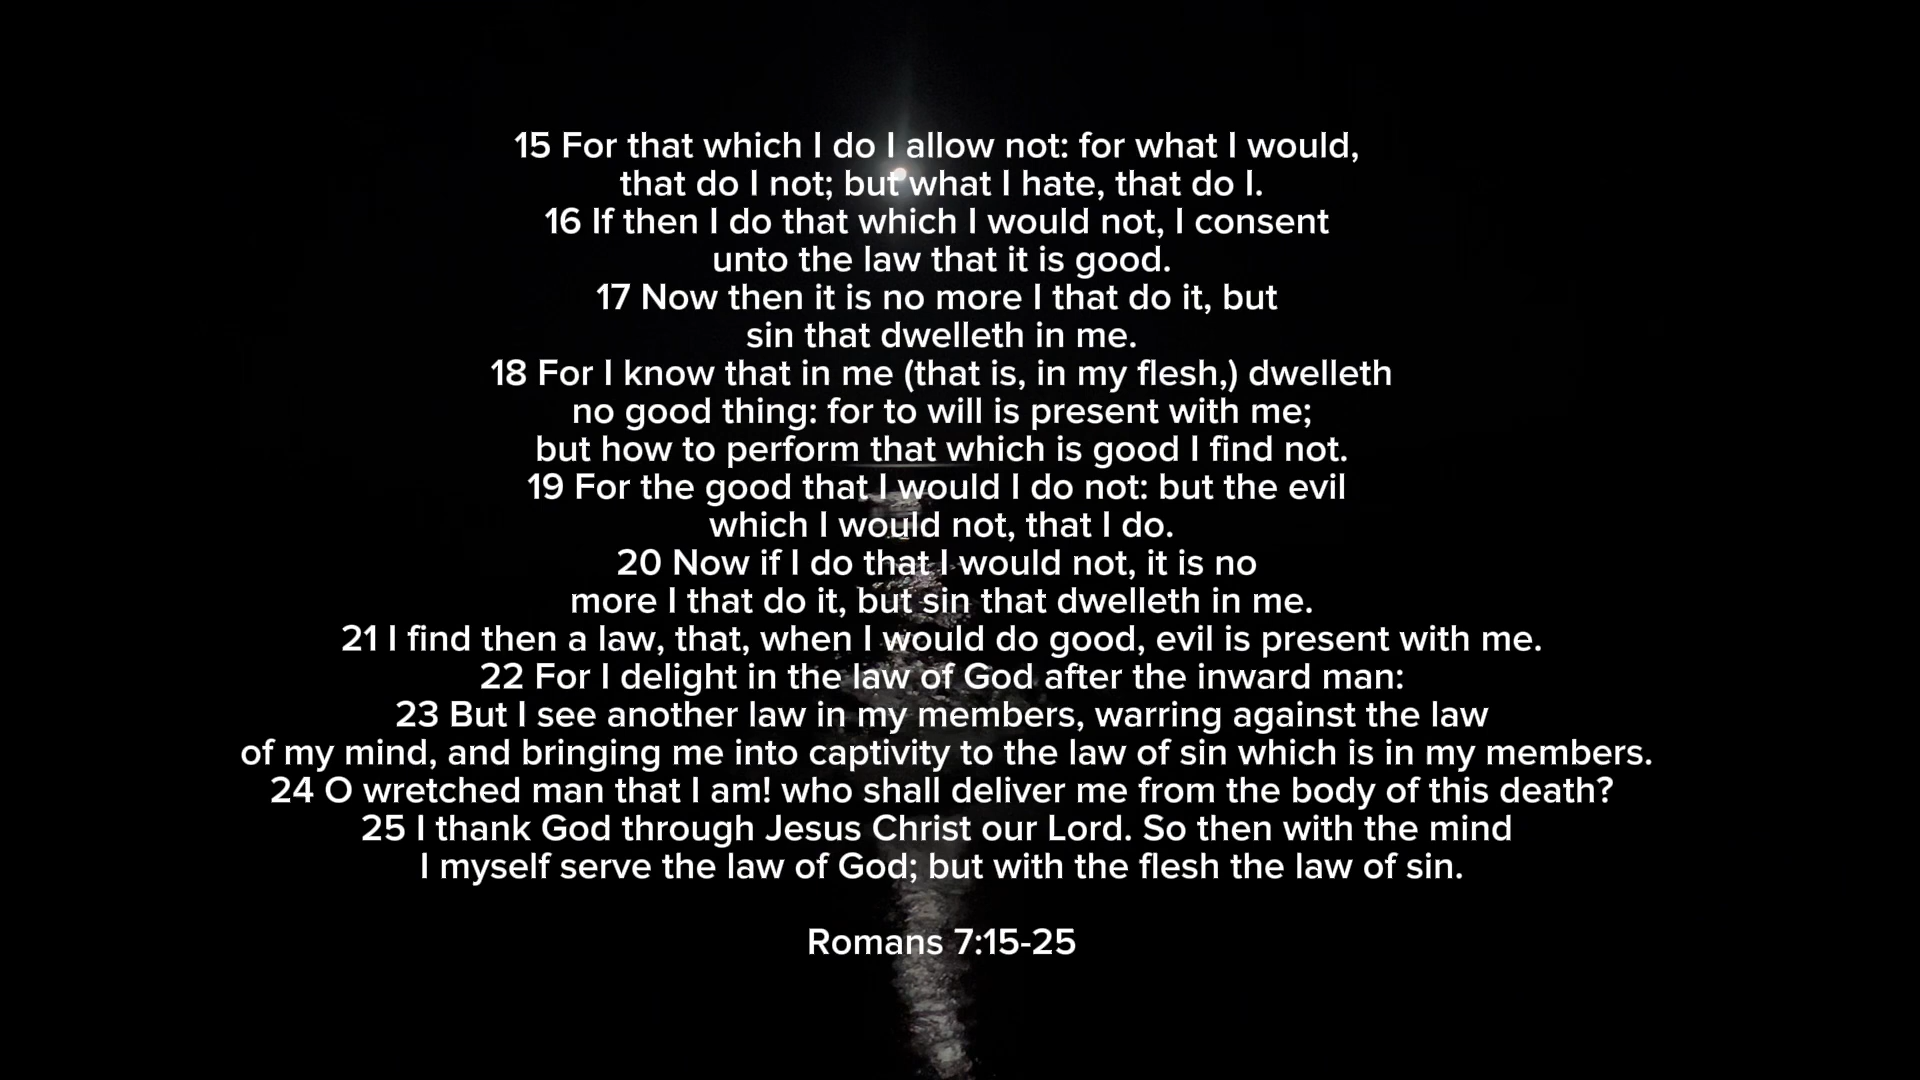 15 For that which I do I allow not: for what I would,
that do I not; but what I hate, that do I.
16 If then I do that which I would not, I consent
unto the law that it is good.
17 Now then it is no more I that do it, but
sin that dwelleth in me.
18 For I know that in me (that is, in my flesh,) dwelleth
no good thing: for to will is present with me;
but how to perform that which is good I find not.
19 For the good that I would I do not: but the evil
which I would not, that I do.
20 Now if I do that I would not, it is no
more I that do it, but sin that dwelleth in me.
21 I find then a law, that, when I would do good, evil is present with me.
22 For I delight in the law of God after the inward man:
23 But I see another law in my members, warring against the law
of my mind, and bringing me into captivity to the law of sin which is in my members.
24 O wretched man that I am! who shall deliver me from the body of this death?
25 I thank God through Jesus Christ our Lord. So then with the mind
I myself serve the law of God; but with the flesh the law of sin.
Romans 7:15-25